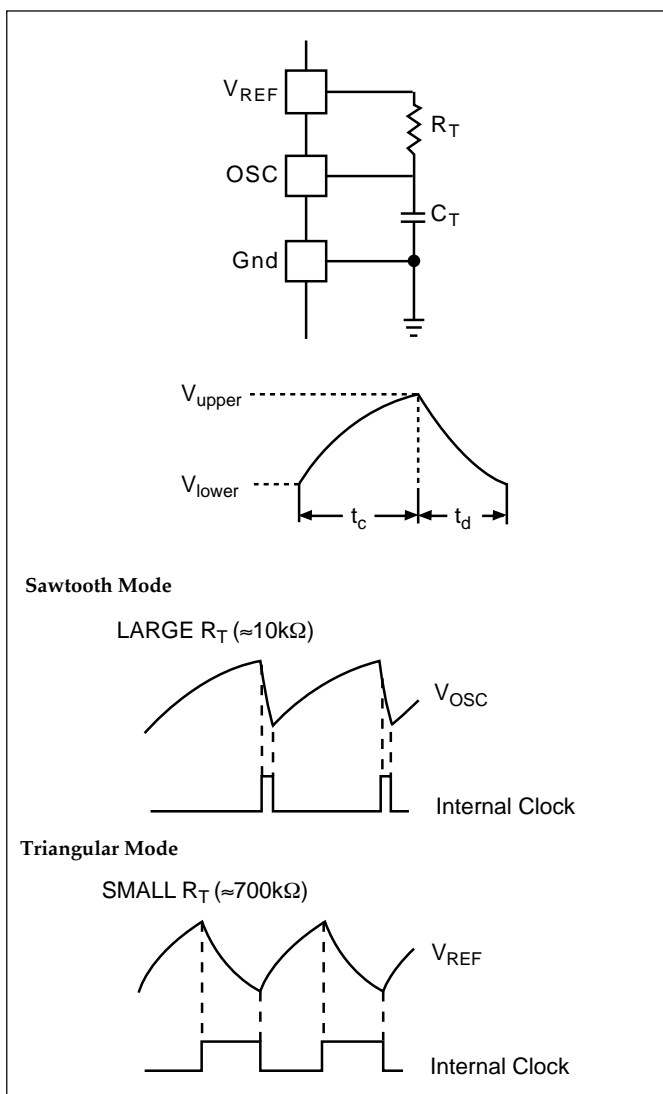 VREF
RT
OSC
CT
Gnd
Vupper
Vlower
tc td
Sawtooth Mode
LARGE RT (≈10kΩ)
VOSC
Internal Clock
Triangular Mode
SMALL RT (≈700kΩ)
VREF
Internal Clock